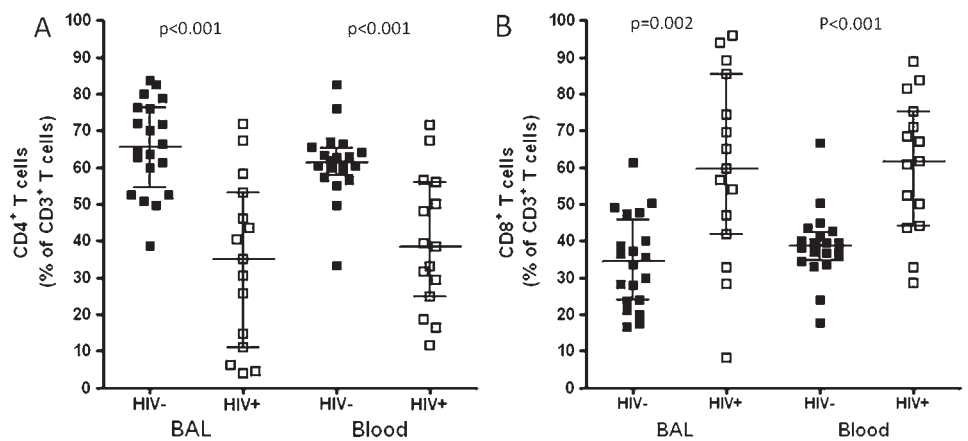 A
p<0.001
p<0.001
CD4⁺ T cells
(% of CD3⁺ T cells)
100
90
80
70
60
50
40
30
20
10
0
HIV-
HIV+
HIV-
HIV+
BAL
Blood
B
p=0.002
P<0.001
CD8⁺ T cells
(% of CD3⁺ T cells)
100
90
80
70
60
50
40
30
20
10
0
HIV-
HIV+
HIV-
HIV+
BAL
Blood